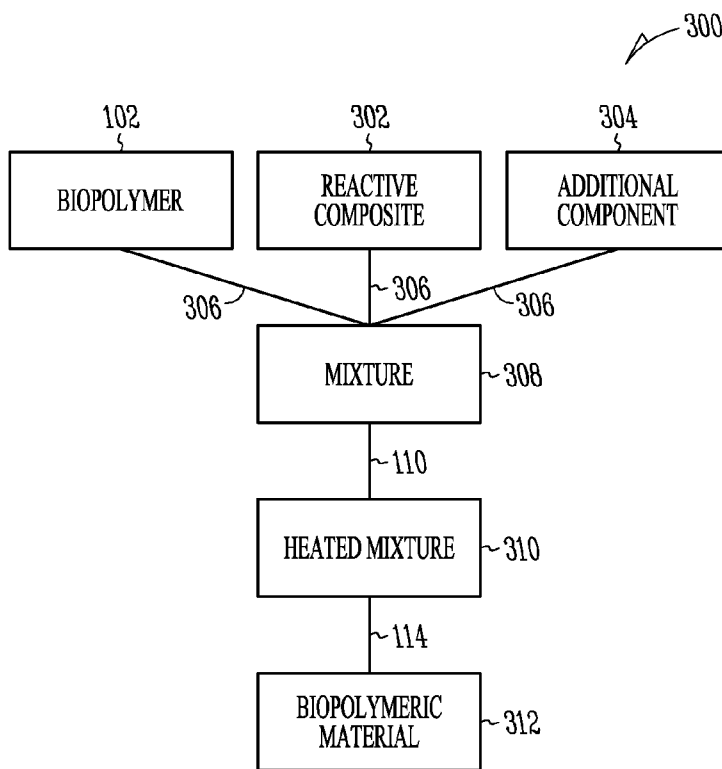 300
102
302
304
BIOPOLYMER
REACTIVE
COMPOSITE
ADDITIONAL
COMPONENT
306
306
306
MIXTURE
308
110
HEATED MIXTURE
310
114
BIOPOLYMERIC
MATERIAL
312